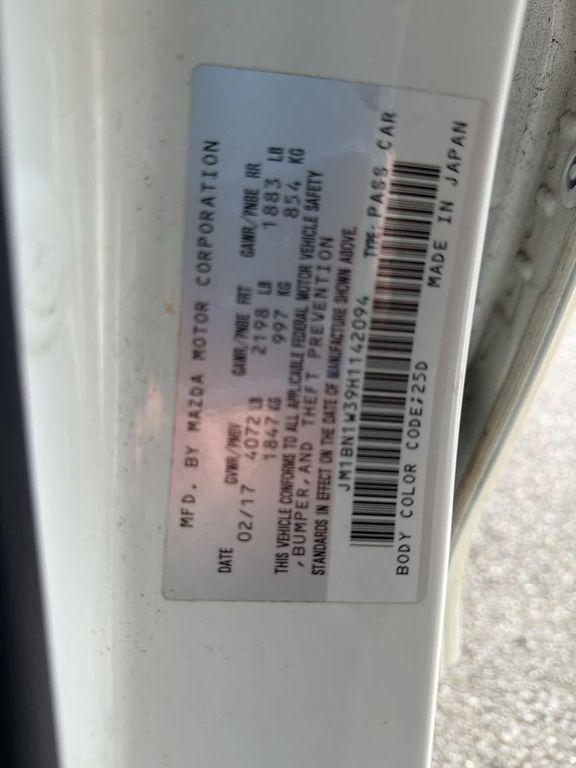 MFD. BY MAZDA MOTOR CORPORATION
DATE GVWR/PNBV GAWR/PNBE FRT GAWR/PNBE RR
02/17 4072 LB 2198 LB 1883 LB
1847 KG 997 KG 854 KG
THIS VEHICLE CONFORMS TO ALL APPLICABLE FEDERAL MOTOR VEHICLE SAFETY
,BUMPER,AND THEFT PREVENTION
STANDARDS IN EFFECT ON THE DATE OF MANUFACTURE SHOWN ABOVE.
JM1BN1W39H1142094 TYPE:PASS CAR
BODY COLOR CODE;25D MADE IN JAPAN